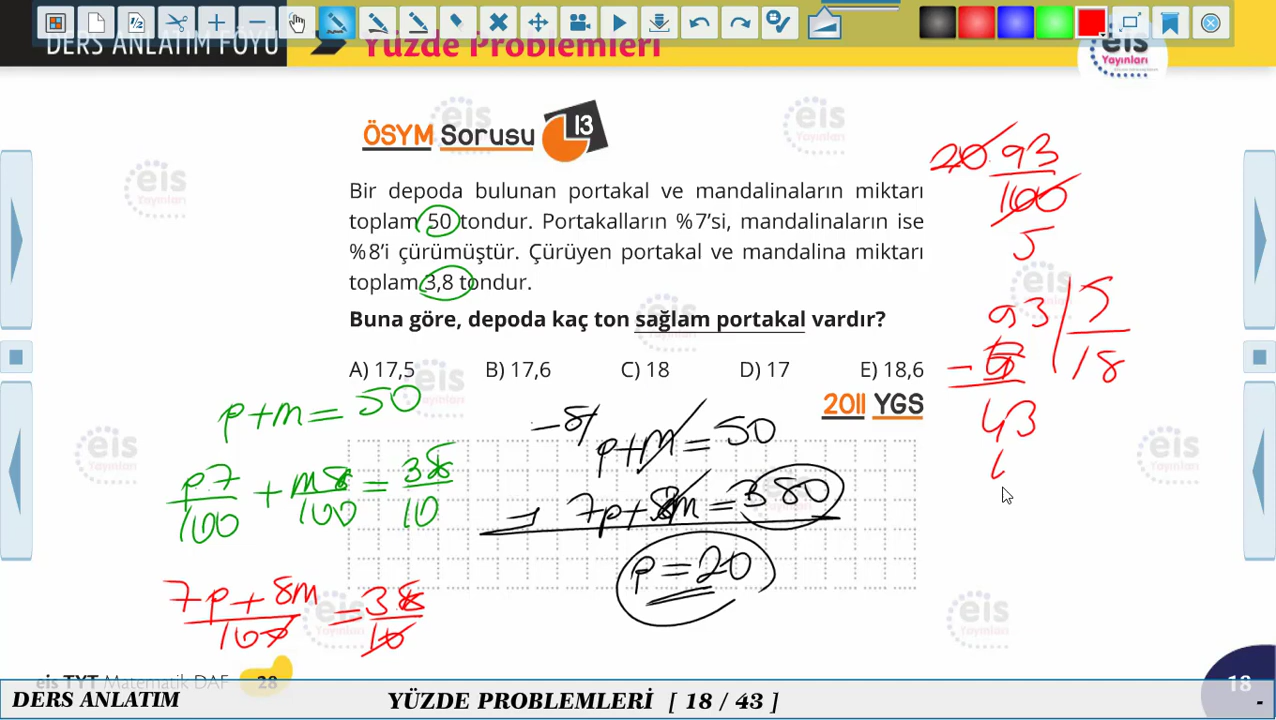 DERS ANLATIM FÖYÜ
Yüzde Problemleri
eis
Yayınları
ÖSYM Sorusu 13
Bir depoda bulunan portakal ve mandalinaların miktarı
toplam 50 tondur. Portakalların %7'si, mandalinaların ise
%8'i çürümüştür. Çürüyen portakal ve mandalina miktarı
toplam 3,8 tondur.
Buna göre, depoda kaç ton sağlam portakal vardır?
A) 17,5 B) 17,6 C) 18 D) 17 E) 18,6
2011 YGS
p+m=50
p.7/100 + m8/100 = 38/10
7p+8m/100 = 38/10
-8/ p+m=50
7p+8m=380
p=20
20.93
100
5
93 | 5
18
43
eis TYT Matematik DAF 28
18
DERS ANLATIM YÜZDE PROBLEMLERİ [ 18 / 43 ] -